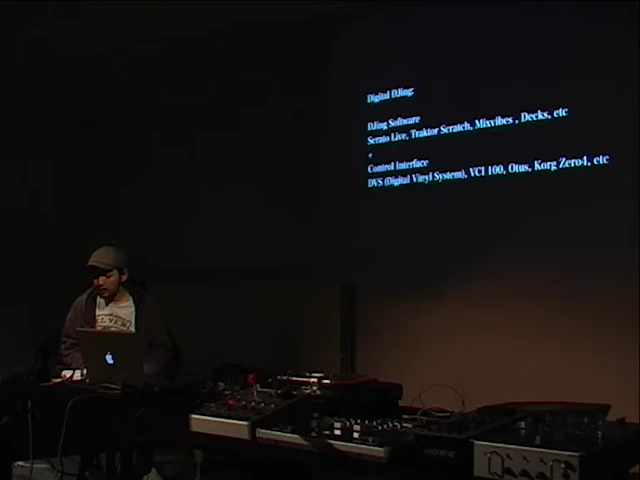 Digital DJing:
DJing Software
Serato Live, Traktor Scratch, Mixvibes , Decks, etc
+
Control Interface
DVS (Digital Vinyl System), VCI 100, Otus, Korg Zero4, etc